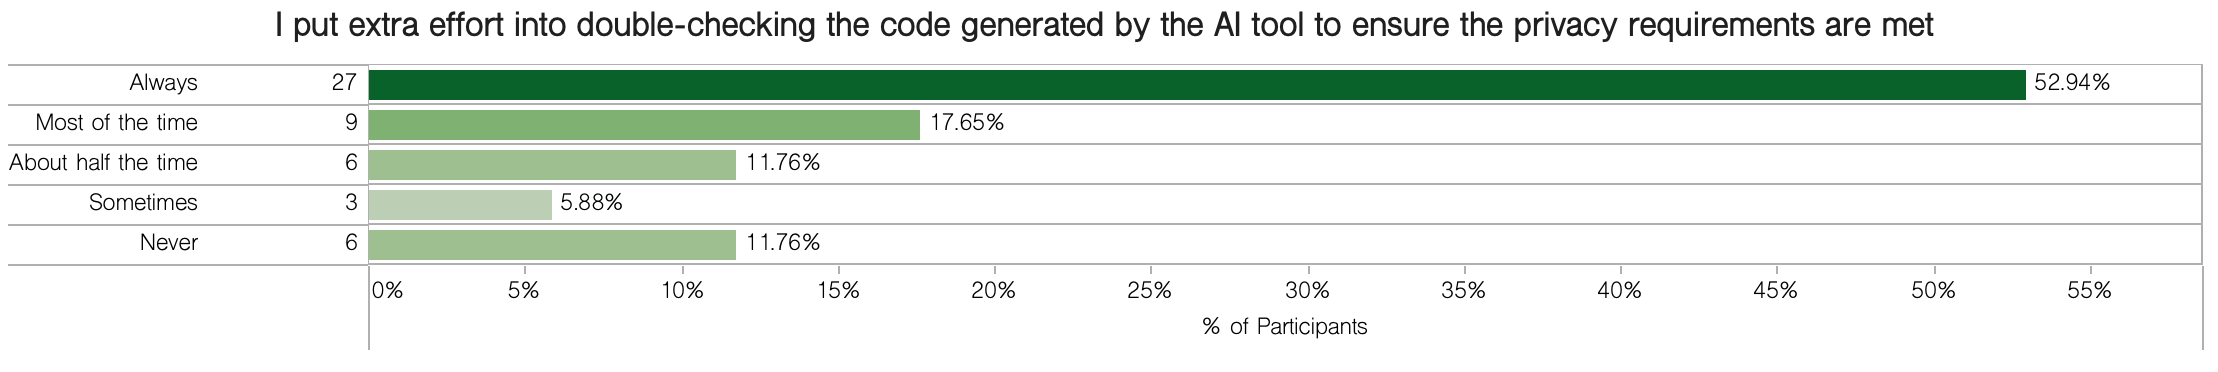 I put extra effort into double-checking the code generated by the AI tool to ensure the privacy requirements are met
Always 27 52.94%
Most of the time 9 17.65%
About half the time 6 11.76%
Sometimes 3 5.88%
Never 6 11.76%
0% 5% 10% 15% 20% 25% 30% 35% 40% 45% 50% 55%
% of Participants